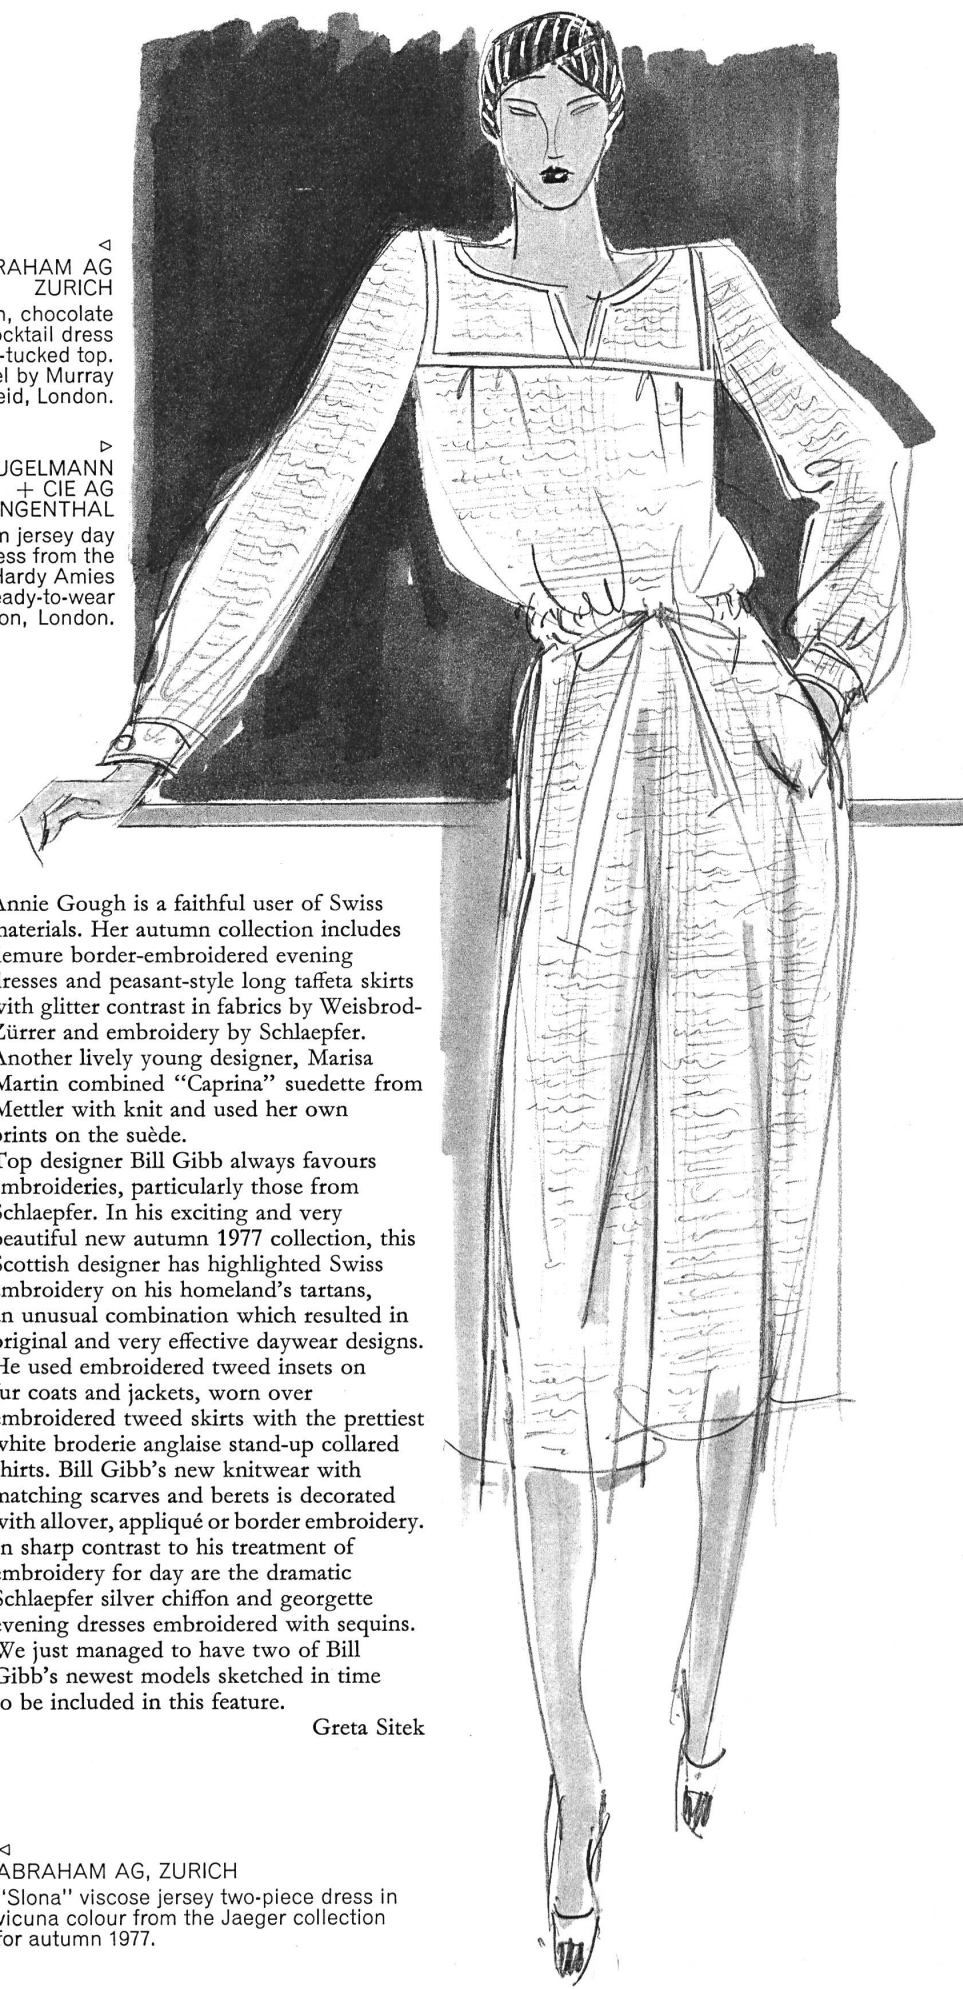 ◁
RAHAM AG
ZURICH
n, chocolate
ocktail dress
-tucked top.
el by Murray
eid, London.
▷
UGELMANN
+ CIE AG
NGENTHAL
n jersey day
ess from the
Hardy Amies
eady-to-wear
on, London.
Annie Gough is a faithful user of Swiss
materials. Her autumn collection includes
demure border-embroidered evening
dresses and peasant-style long taffeta skirts
with glitter contrast in fabrics by Weisbrod-
Zürrer and embroidery by Schlaepfer.
Another lively young designer, Marisa
Martin combined “Caprina” suedette from
Mettler with knit and used her own
prints on the suède.
Top designer Bill Gibb always favours
embroideries, particularly those from
Schlaepfer. In his exciting and very
beautiful new autumn 1977 collection, this
Scottish designer has highlighted Swiss
embroidery on his homeland’s tartans,
an unusual combination which resulted in
original and very effective daywear designs.
He used embroidered tweed insets on
fur coats and jackets, worn over
embroidered tweed skirts with the prettiest
white broderie anglaise stand-up collared
shirts. Bill Gibb’s new knitwear with
matching scarves and berets is decorated
with allover, appliqué or border embroidery.
In sharp contrast to his treatment of
embroidery for day are the dramatic
Schlaepfer silver chiffon and georgette
evening dresses embroidered with sequins.
We just managed to have two of Bill
Gibb’s newest models sketched in time
to be included in this feature.
Greta Sitek
◁
ABRAHAM AG, ZURICH
"Slona" viscose jersey two-piece dress in
vicuna colour from the Jaeger collection
for autumn 1977.